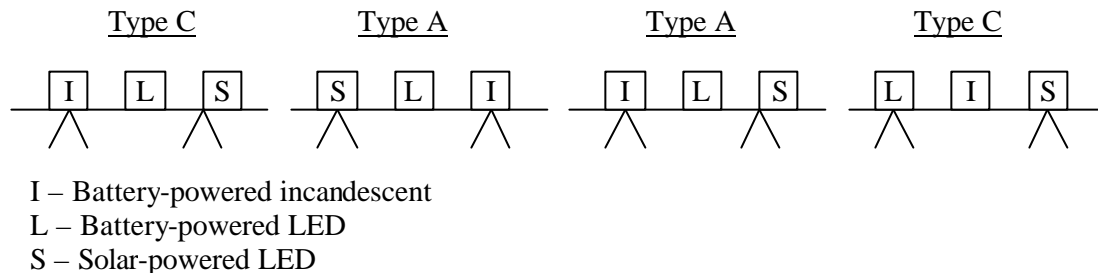 Type C Type A Type A Type C
I L S S L I I L S L I S
I – Battery-powered incandescent
L – Battery-powered LED
S – Solar-powered LED